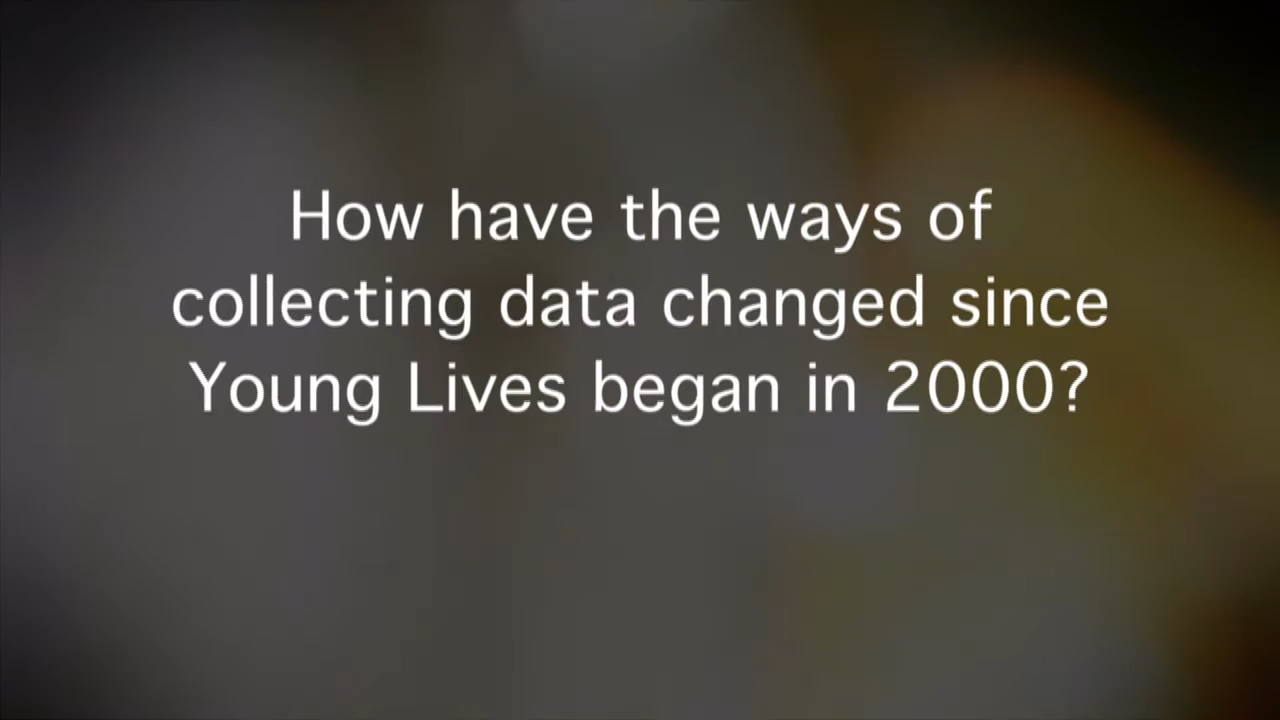 How have the ways of
collecting data changed since
Young Lives began in 2000?